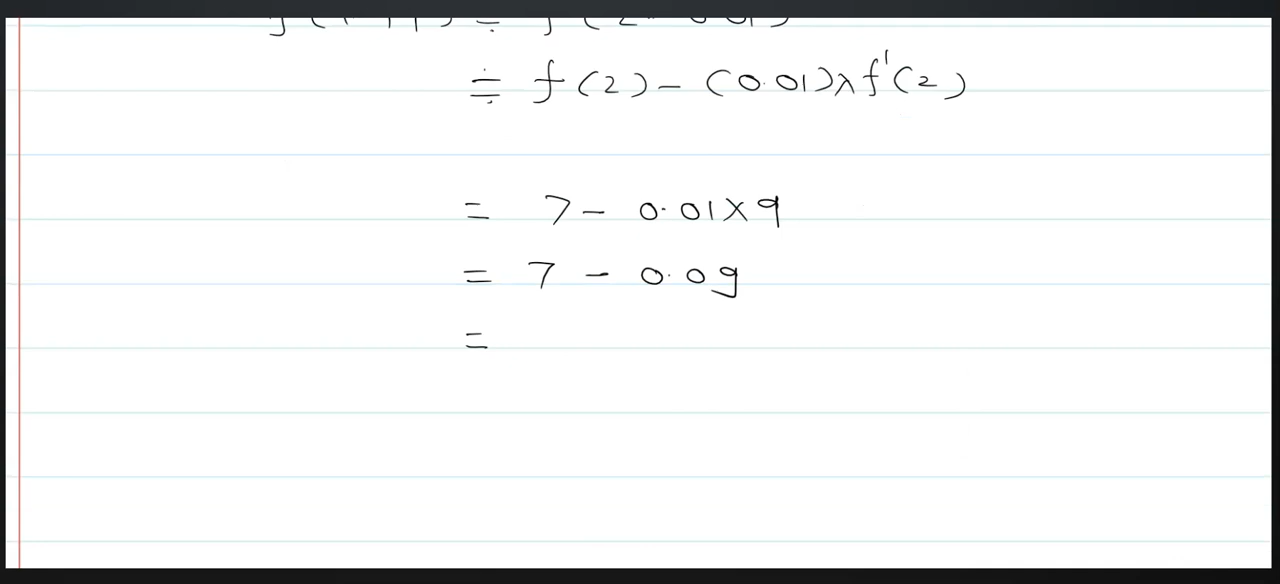 ≑ f(2) - (0.01)×f'(2)
= 7 - 0.01×9
= 7 - 0.09
=